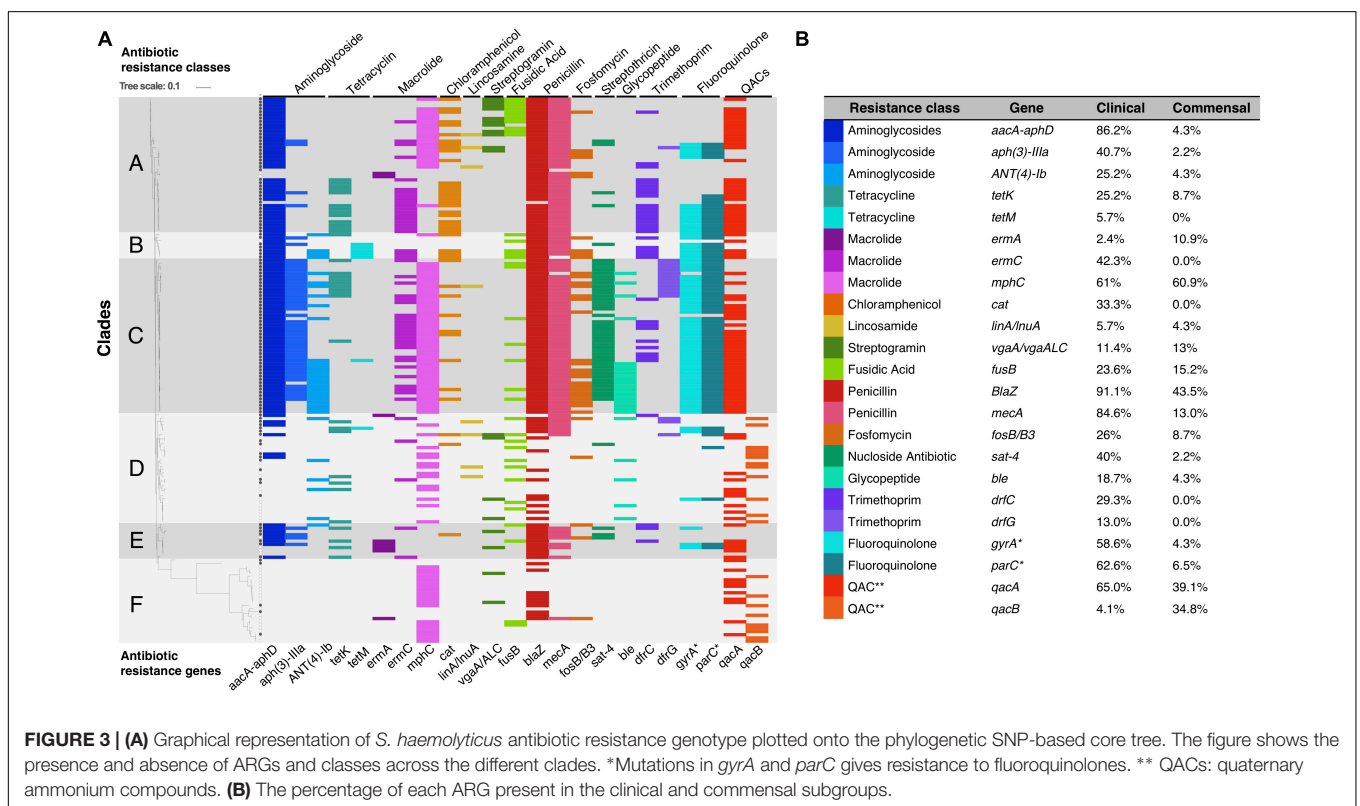 A
Antibiotic
resistance classes
Tree scale: 0.1
Aminoglycoside
Tetracyclin
Macrolide
Chloramphenicol
Lincosamine
Streptogramin
Fusidic Acid
Penicillin
Fosfomycin
Streptothricin
Glycopeptide
Trimethoprim
Fluoroquinolone
QACs
Clades
A
B
C
D
E
F
Antibiotic
resistance genes
aacA-aphD
aph(3)-IIIa
ANT(4)-Ib
tetK
tetM
ermA
ermC
mphC
cat
linA/lnuA
vgaA/ALC
fusB
blaZ
mecA
fosB/B3
sat-4
ble
dfrC
dfrG
gyrA*
parC*
qacA
qacB
B
Resistance class Gene Clinical Commensal
Aminoglycosides aacA-aphD 86.2% 4.3%
Aminoglycoside aph(3)-IIIa 40.7% 2.2%
Aminoglycoside ANT(4)-Ib 25.2% 4.3%
Tetracycline tetK 25.2% 8.7%
Tetracycline tetM 5.7% 0%
Macrolide ermA 2.4% 10.9%
Macrolide ermC 42.3% 0.0%
Macrolide mphC 61% 60.9%
Chloramphenicol cat 33.3% 0.0%
Lincosamide linA/lnuA 5.7% 4.3%
Streptogramin vgaA/vgaALC 11.4% 13%
Fusidic Acid fusB 23.6% 15.2%
Penicillin BlaZ 91.1% 43.5%
Penicillin mecA 84.6% 13.0%
Fosfomycin fosB/B3 26% 8.7%
Nucloside Antibiotic sat-4 40% 2.2%
Glycopeptide ble 18.7% 4.3%
Trimethoprim drfC 29.3% 0.0%
Trimethoprim drfG 13.0% 0.0%
Fluoroquinolone gyrA* 58.6% 4.3%
Fluoroquinolone parC* 62.6% 6.5%
QAC** qacA 65.0% 39.1%
QAC** qacB 4.1% 34.8%
FIGURE 3 | (A) Graphical representation of S. haemolyticus antibiotic resistance genotype plotted onto the phylogenetic SNP-based core tree. The figure shows the
presence and absence of ARGs and classes across the different clades. *Mutations in gyrA and parC gives resistance to fluoroquinolones. ** QACs: quaternary
ammonium compounds. (B) The percentage of each ARG present in the clinical and commensal subgroups.